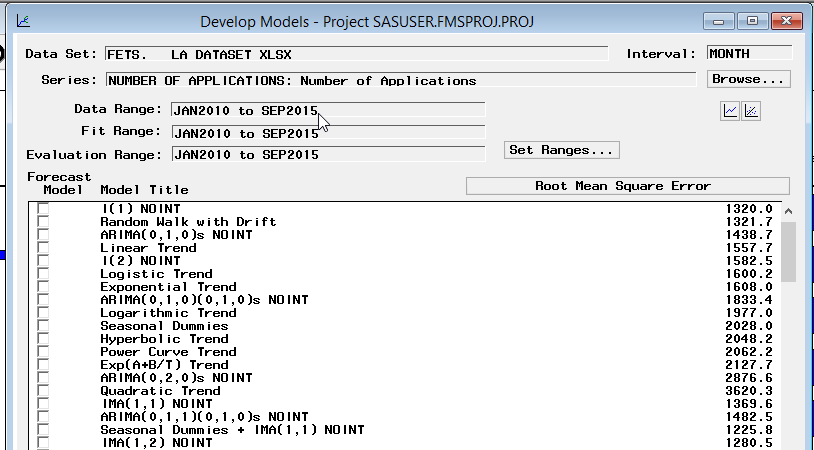 Develop Models - Project SASUSER.FMSPROJ.PROJ
Data Set: FETS. LA DATASET XLSX Interval: MONTH
Series: NUMBER OF APPLICATIONS: Number of Applications Browse...
Data Range: JAN2010 to SEP2015
Fit Range: JAN2010 to SEP2015
Evaluation Range: JAN2010 to SEP2015 Set Ranges...
Forecast
Model Model Title Root Mean Square Error
I(1) NOINT 1320.0
Random Walk with Drift 1321.7
ARIMA(0,1,0)s NOINT 1438.7
Linear Trend 1557.7
I(2) NOINT 1582.5
Logistic Trend 1600.2
Exponential Trend 1608.0
ARIMA(0,1,0)(0,1,0)s NOINT 1833.4
Logarithmic Trend 1977.0
Seasonal Dummies 2028.0
Hyperbolic Trend 2048.2
Power Curve Trend 2062.2
Exp(A+B/T) Trend 2127.7
ARIMA(0,2,0)s NOINT 2876.6
Quadratic Trend 3620.3
IMA(1,1) NOINT 1369.6
ARIMA(0,1,1)(0,1,0)s NOINT 1482.5
Seasonal Dummies + IMA(1,1) NOINT 1225.8
IMA(1,2) NOINT 1280.5